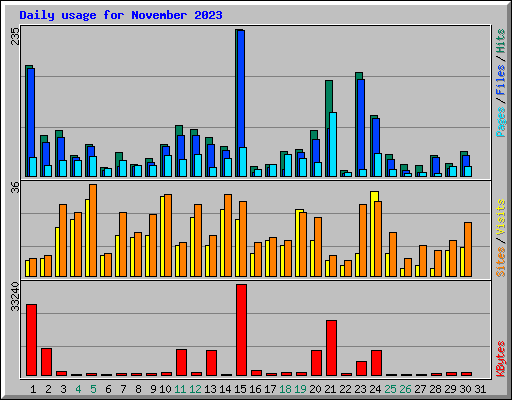 Daily usage for November 2023
235
Pages / Files / Hits
36
Sites / Visits
33240
KBytes
1 2 3 4 5 6 7 8 9 10 11 12 13 14 15 16 17 18 19 20 21 22 23 24 25 26 27 28 29 30 31